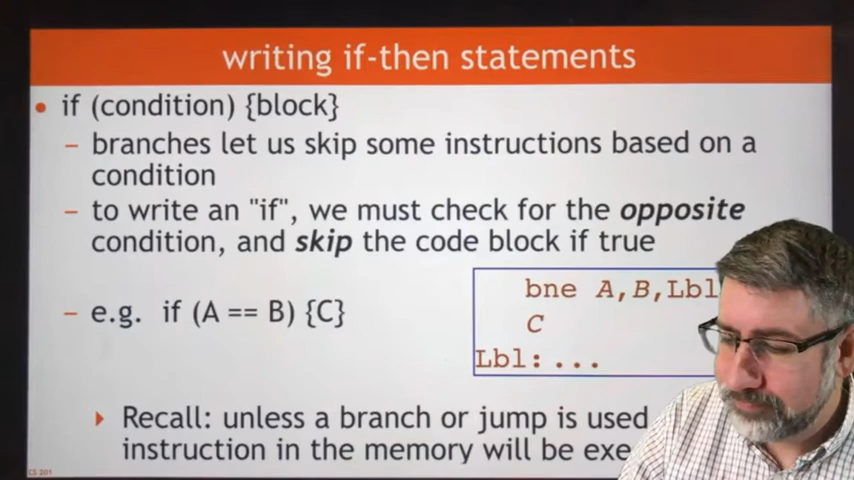 writing if-then statements
• if (condition) {block}
– branches let us skip some instructions based on a
condition
– to write an "if", we must check for the opposite
condition, and skip the code block if true
– e.g. if (A == B) {C}
bne A,B,Lbl
C
Lbl:...
Recall: unless a branch or jump is used
instruction in the memory will be
CS 201